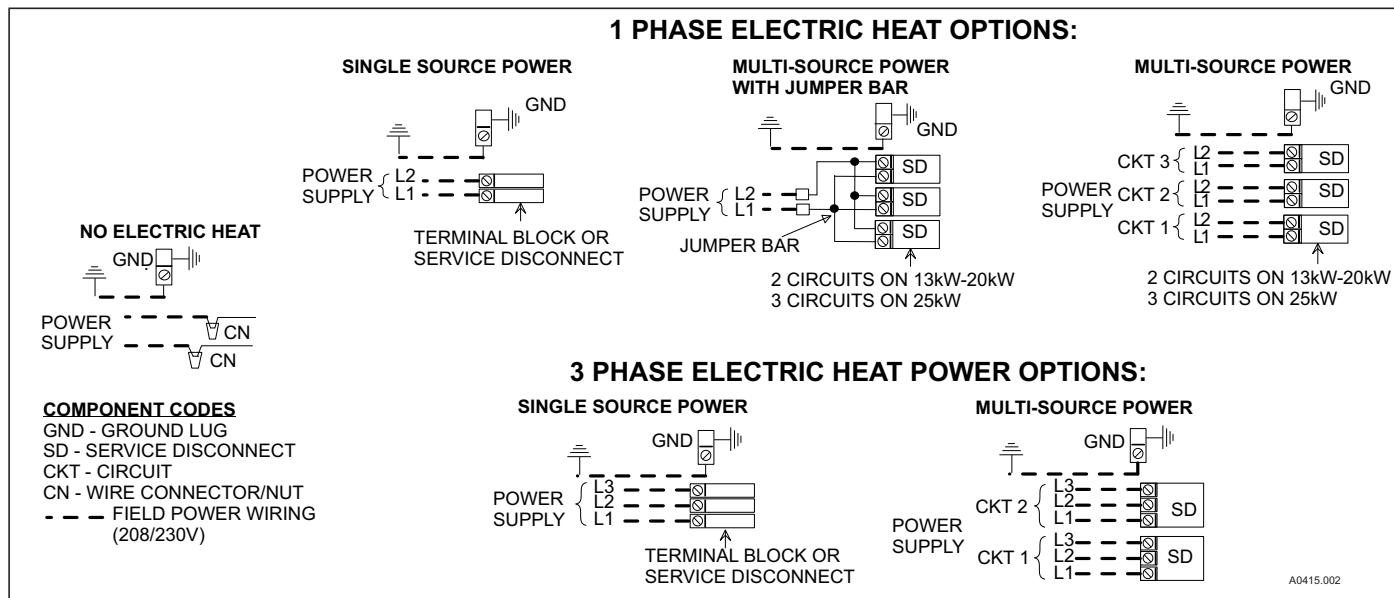 1 PHASE ELECTRIC HEAT OPTIONS:
SINGLE SOURCE POWER
GND
POWER
SUPPLY
L2
L1
TERMINAL BLOCK OR
SERVICE DISCONNECT
MULTI-SOURCE POWER
WITH JUMPER BAR
GND
POWER
SUPPLY
L2
L1
SD
SD
SD
JUMPER BAR
2 CIRCUITS ON 13kW-20kW
3 CIRCUITS ON 25kW
MULTI-SOURCE POWER
GND
POWER
SUPPLY
CKT 3
L2
L1
SD
CKT 2
L2
L1
SD
CKT 1
L2
L1
SD
2 CIRCUITS ON 13kW-20kW
3 CIRCUITS ON 25kW
NO ELECTRIC HEAT
GND
POWER
SUPPLY
CN
CN
COMPONENT CODES
GND - GROUND LUG
SD - SERVICE DISCONNECT
CKT - CIRCUIT
CN - WIRE CONNECTOR/NUT
FIELD POWER WIRING
(208/230V)
3 PHASE ELECTRIC HEAT POWER OPTIONS:
SINGLE SOURCE POWER
GND
POWER
SUPPLY
L3
L2
L1
TERMINAL BLOCK OR
SERVICE DISCONNECT
MULTI-SOURCE POWER
GND
POWER
SUPPLY
CKT 2
L3
L2
L1
SD
CKT 1
L3
L2
L1
SD
A0415.002